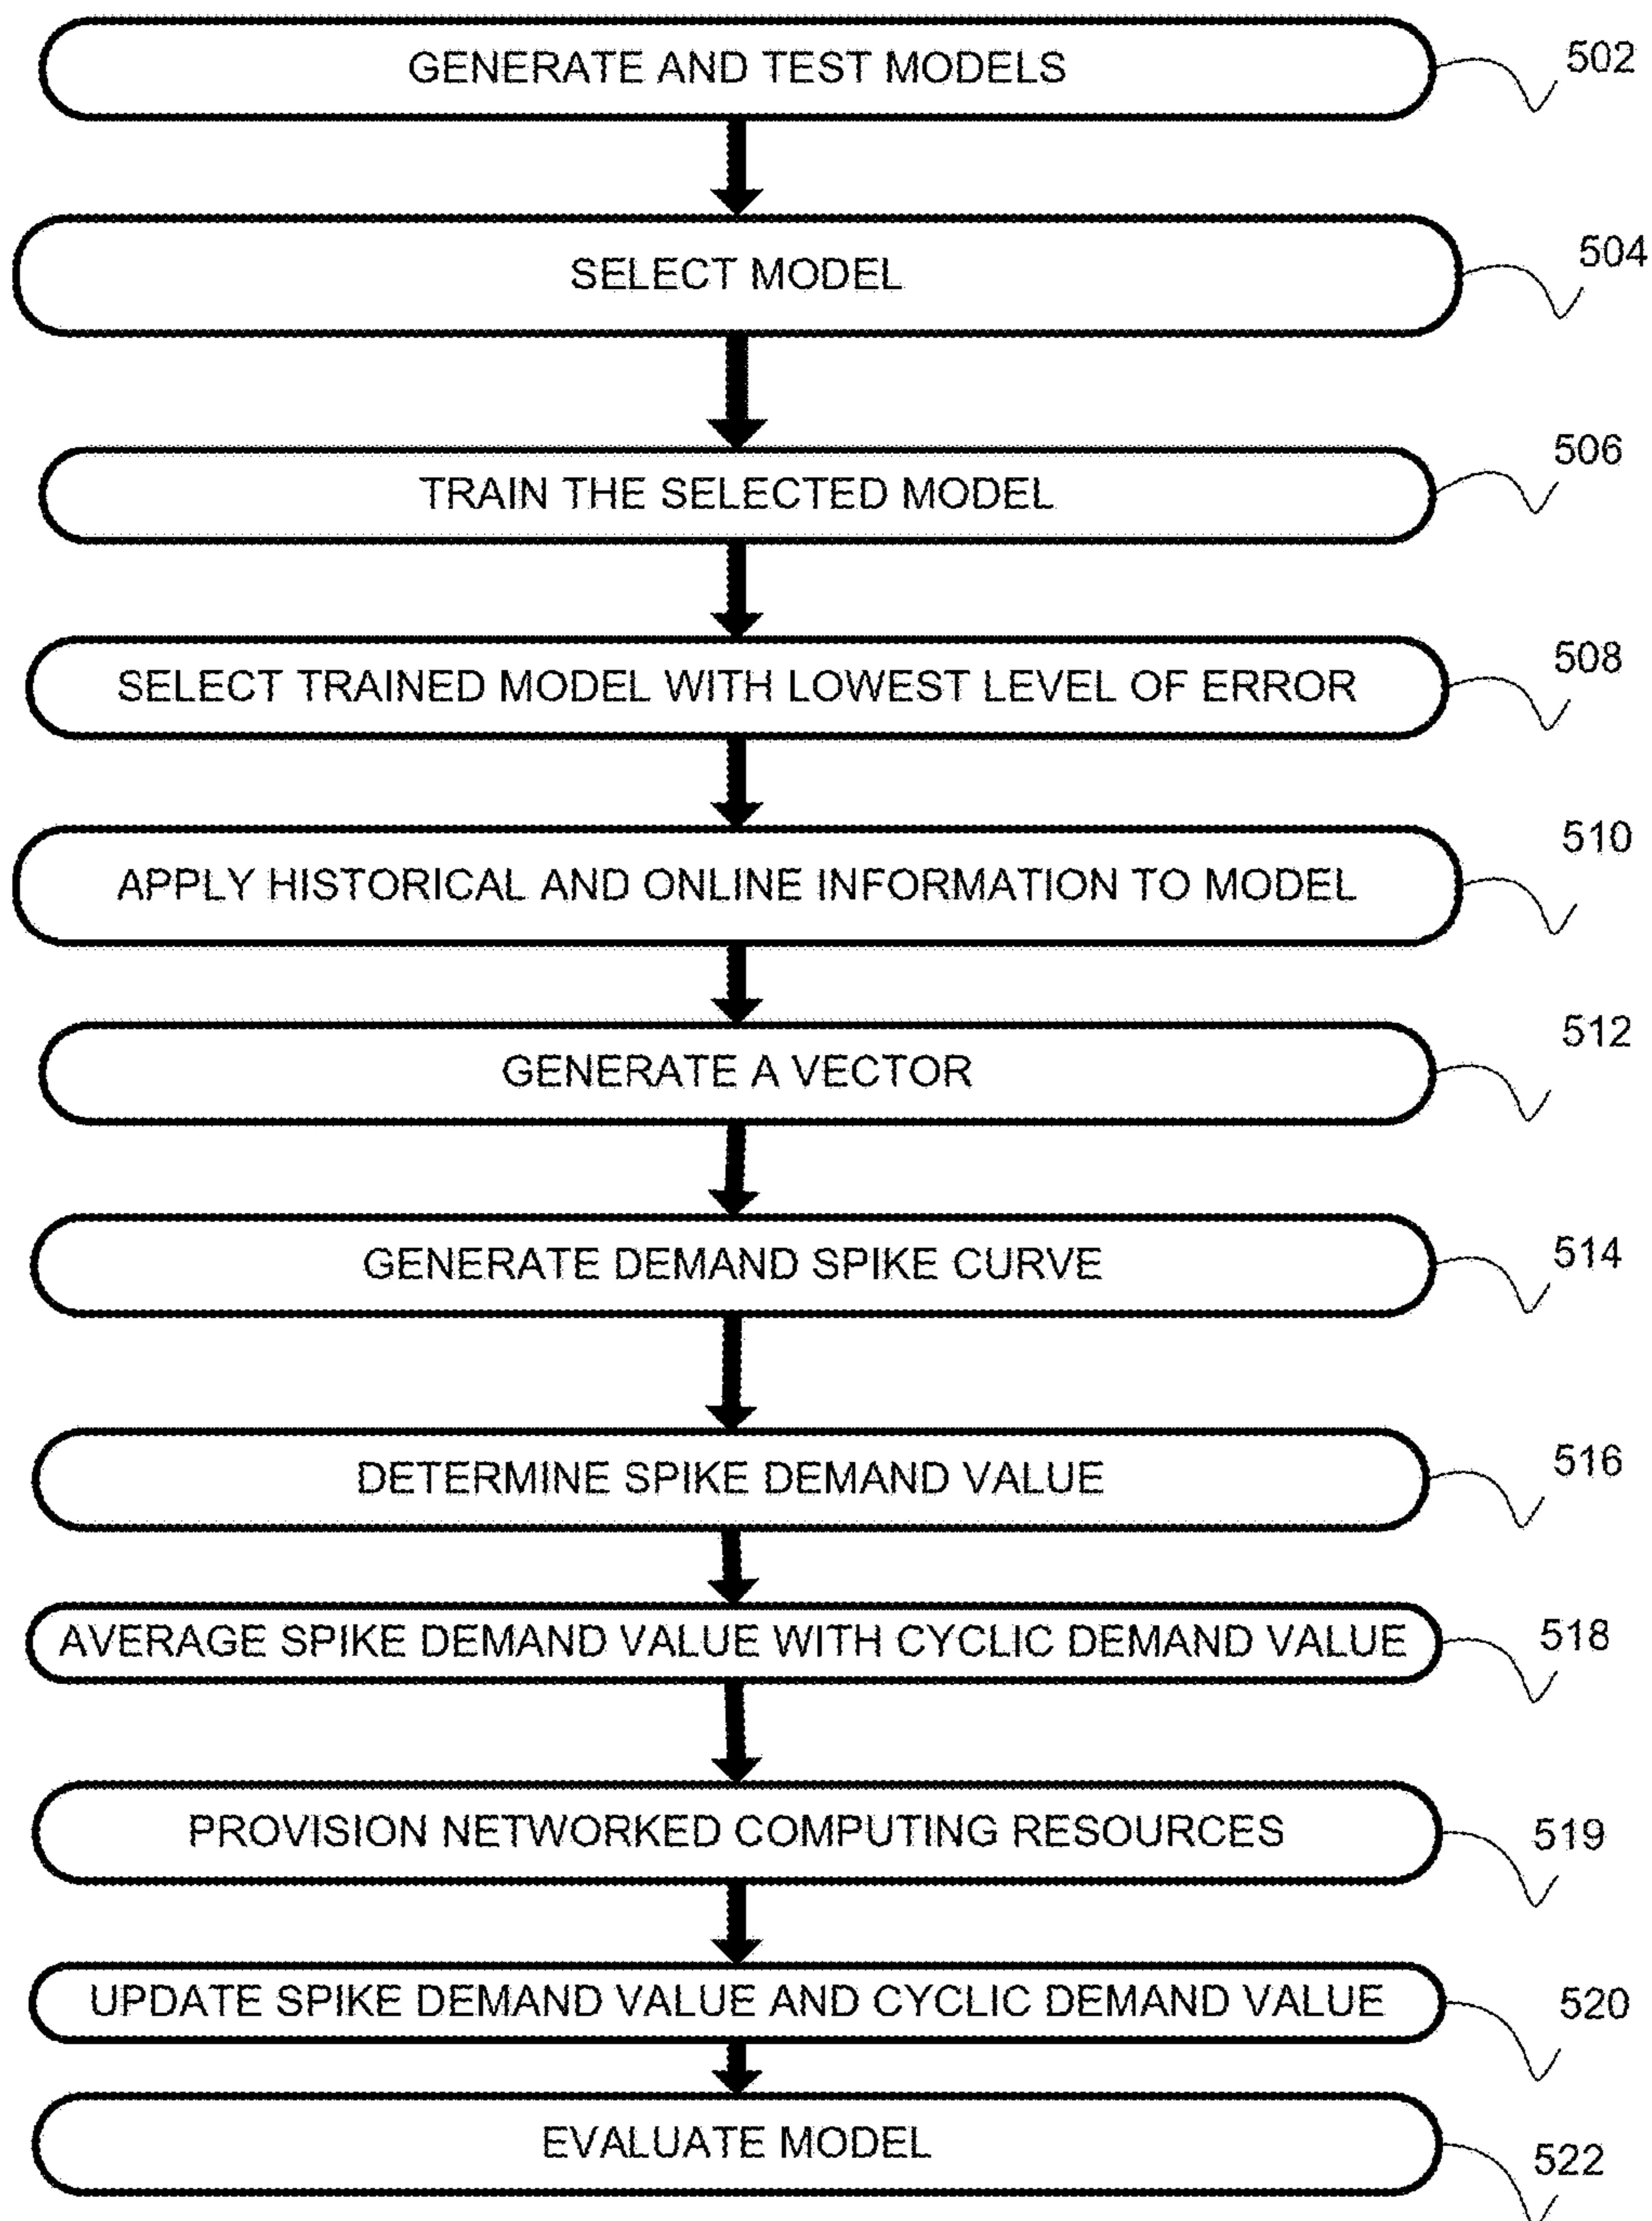 GENERATE AND TEST MODELS
502
SELECT MODEL
504
TRAIN THE SELECTED MODEL
506
SELECT TRAINED MODEL WITH LOWEST LEVEL OF ERROR
508
APPLY HISTORICAL AND ONLINE INFORMATION TO MODEL
510
GENERATE A VECTOR
512
GENERATE DEMAND SPIKE CURVE
514
DETERMINE SPIKE DEMAND VALUE
516
AVERAGE SPIKE DEMAND VALUE WITH CYCLIC DEMAND VALUE
518
PROVISION NETWORKED COMPUTING RESOURCES
519
UPDATE SPIKE DEMAND VALUE AND CYCLIC DEMAND VALUE
520
EVALUATE MODEL
522